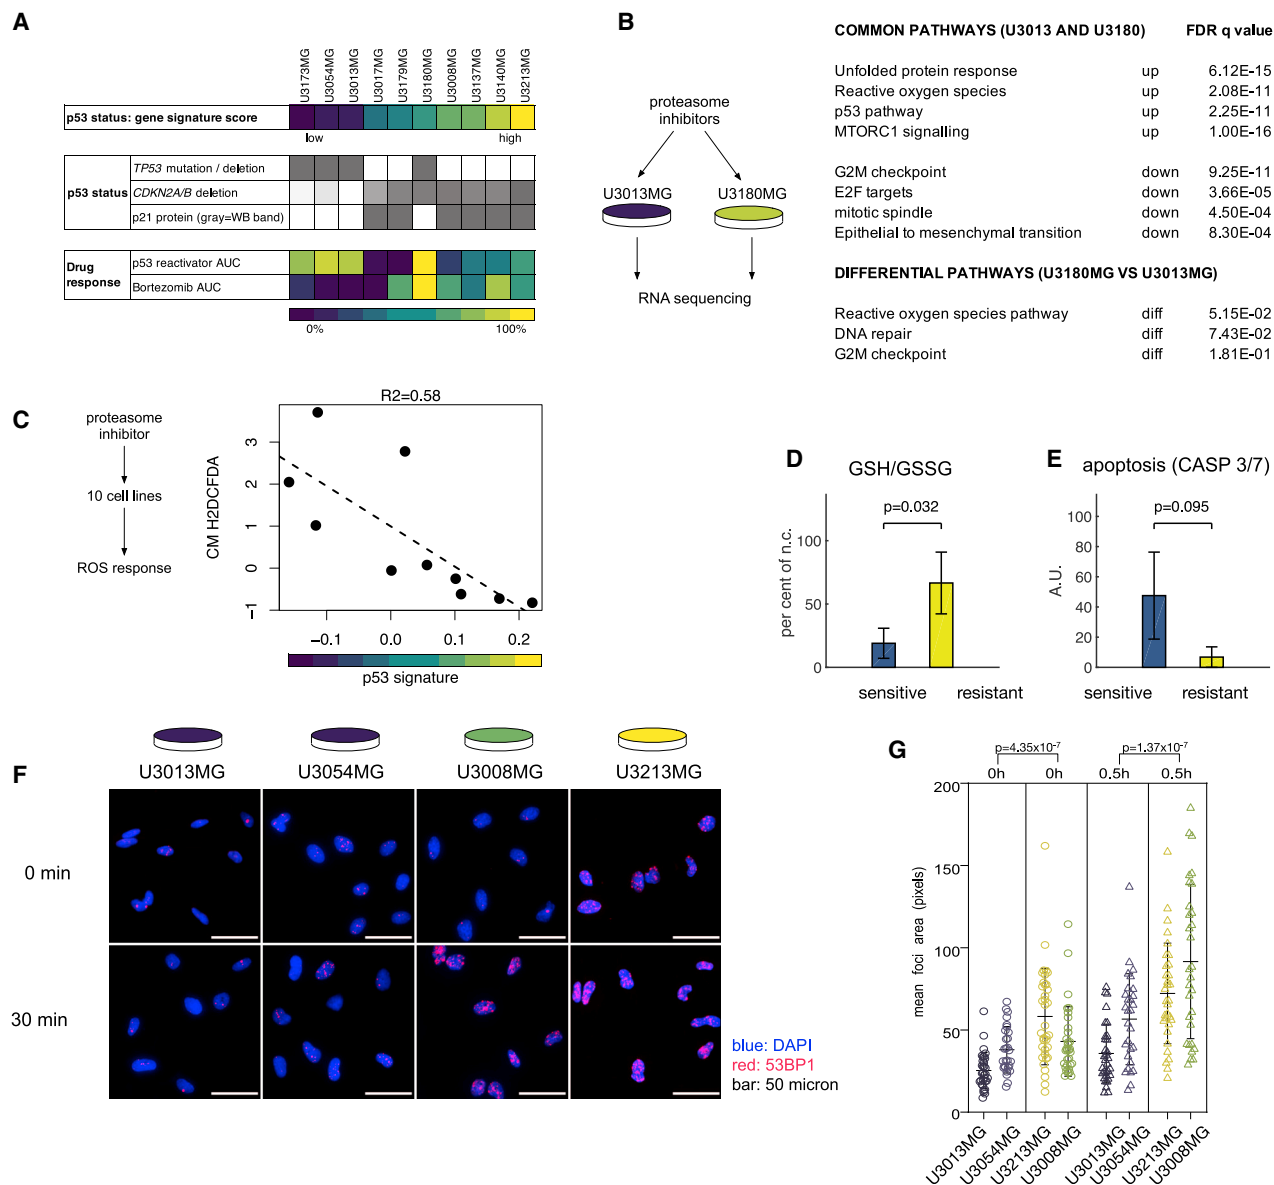 A
U3173MG
U3054MG
U3013MG
U3017MG
U3179MG
U3180MG
U3008MG
U3137MG
U3140MG
U3213MG
p53 status: gene signature score
low high
p53 status
TP53 mutation / deletion
CDKN2A/B deletion
p21 protein (gray=WB band)
Drug response
p53 reactivator AUC
Bortezomib AUC
0% 100%
B
proteasome
inhibitors
U3013MG U3180MG
RNA sequencing
COMMON PATHWAYS (U3013 AND U3180) FDR q value
Unfolded protein response up 6.12E-15
Reactive oxygen species up 2.08E-11
p53 pathway up 2.25E-11
MTORC1 signalling up 1.00E-16
G2M checkpoint down 9.25E-11
E2F targets down 3.66E-05
mitotic spindle down 4.50E-04
Epithelial to mesenchymal transition down 8.30E-04
DIFFERENTIAL PATHWAYS (U3180MG VS U3013MG)
Reactive oxygen species pathway diff 5.15E-02
DNA repair diff 7.43E-02
G2M checkpoint diff 1.81E-01
C
proteasome
inhibitor
10 cell lines
ROS response
R2=0.58
CM H2DCFDA
3
2
1
0
−1
−0.1 0.0 0.1 0.2
p53 signature
D
GSH/GSSG
p=0.032
per cent of n.c.
100
50
0
sensitive resistant
E
apoptosis (CASP 3/7)
p=0.095
A.U.
100
80
60
40
20
0
sensitive resistant
F
U3013MG U3054MG U3008MG U3213MG
0 min
30 min
blue: DAPI
red: 53BP1
bar: 50 micron
G
p=4.35x10-7 p=1.37x10-7
0h 0h 0.5h 0.5h
mean foci area (pixels)
200
150
100
50
0
U3013MG
U3054MG
U3213MG
U3008MG
U3013MG
U3054MG
U3213MG
U3008MG